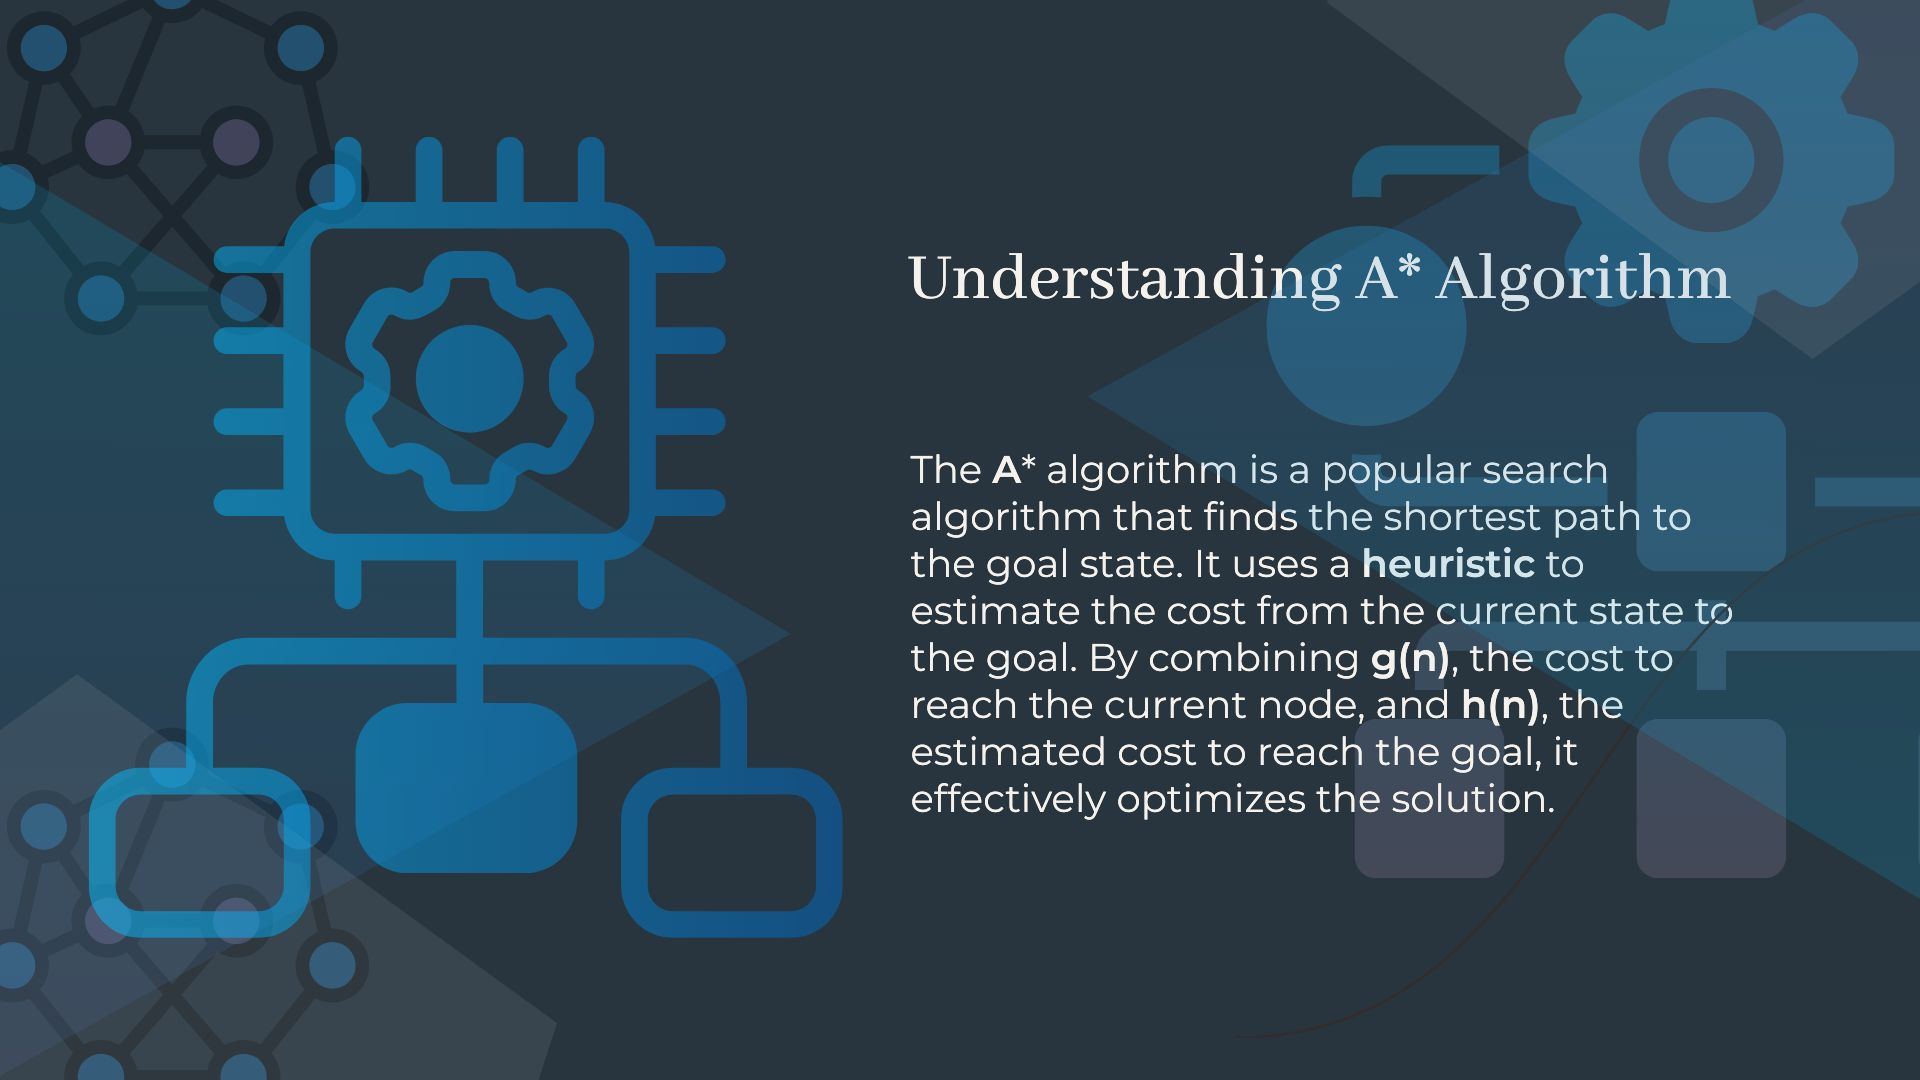 Understanding A* Algorithm
The A* algorithm is a popular search
algorithm that finds the shortest path to
the goal state. It uses a heuristic to
estimate the cost from the current state to
the goal. By combining g(n), the cost to
reach the current node, and h(n), the
estimated cost to reach the goal, it
effectively optimizes the solution.